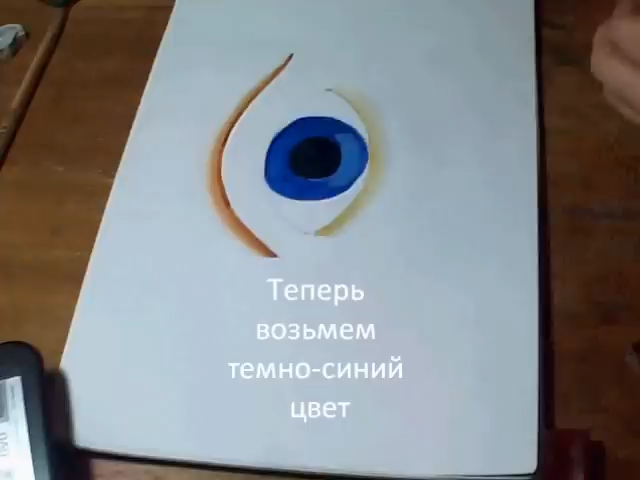 Теперь
возьмем
темно-синий
цвет